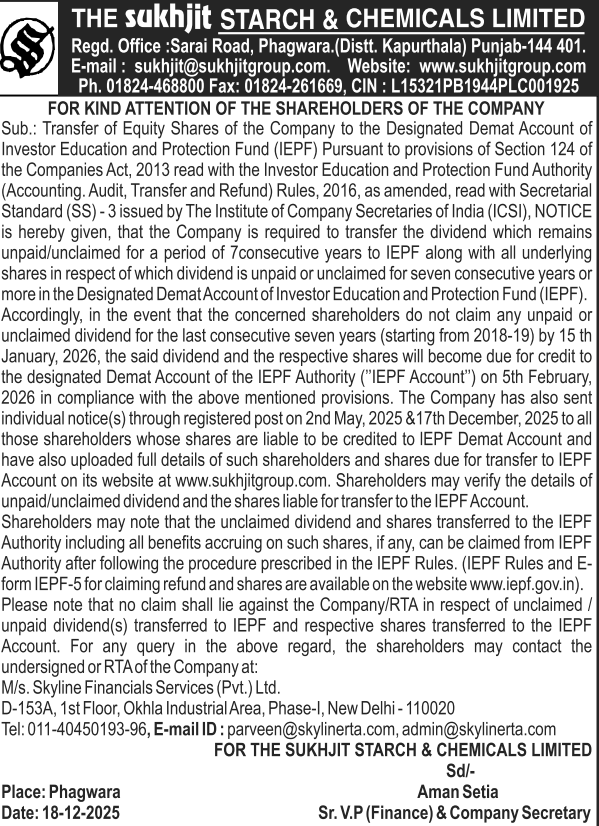 THE sukhjit STARCH & CHEMICALS LIMITED
Regd. Office :Sarai Road, Phagwara.(Distt. Kapurthala) Punjab-144 401.
E-mail : sukhjit@sukhjitgroup.com. Website: www.sukhjitgroup.com
Ph. 01824-468800 Fax: 01824-261669, CIN : L15321PB1944PLC001925
FOR KIND ATTENTION OF THE SHAREHOLDERS OF THE COMPANY
Sub.: Transfer of Equity Shares of the Company to the Designated Demat Account of
Investor Education and Protection Fund (IEPF) Pursuant to provisions of Section 124 of
the Companies Act, 2013 read with the Investor Education and Protection Fund Authority
(Accounting. Audit, Transfer and Refund) Rules, 2016, as amended, read with Secretarial
Standard (SS) - 3 issued by The Institute of Company Secretaries of India (ICSI), NOTICE
is hereby given, that the Company is required to transfer the dividend which remains
unpaid/unclaimed for a period of 7consecutive years to IEPF along with all underlying
shares in respect of which dividend is unpaid or unclaimed for seven consecutive years or
more in the Designated Demat Account of Investor Education and Protection Fund (IEPF).
Accordingly, in the event that the concerned shareholders do not claim any unpaid or
unclaimed dividend for the last consecutive seven years (starting from 2018-19) by 15 th
January, 2026, the said dividend and the respective shares will become due for credit to
the designated Demat Account of the IEPF Authority ("IEPF Account") on 5th February,
2026 in compliance with the above mentioned provisions. The Company has also sent
individual notice(s) through registered post on 2nd May, 2025 &17th December, 2025 to all
those shareholders whose shares are liable to be credited to IEPF Demat Account and
have also uploaded full details of such shareholders and shares due for transfer to IEPF
Account on its website at www.sukhjitgroup.com. Shareholders may verify the details of
unpaid/unclaimed dividend and the shares liable for transfer to the IEPF Account.
Shareholders may note that the unclaimed dividend and shares transferred to the IEPF
Authority including all benefits accruing on such shares, if any, can be claimed from IEPF
Authority after following the procedure prescribed in the IEPF Rules. (IEPF Rules and E-
form IEPF-5 for claiming refund and shares are available on the website www.iepf.gov.in).
Please note that no claim shall lie against the Company/RTA in respect of unclaimed /
unpaid dividend(s) transferred to IEPF and respective shares transferred to the IEPF
Account. For any query in the above regard, the shareholders may contact the
undersigned or RTA of the Company at:
M/s. Skyline Financials Services (Pvt.) Ltd.
D-153A, 1st Floor, Okhla Industrial Area, Phase-I, New Delhi - 110020
Tel: 011-40450193-96, E-mail ID : parveen@skylinerta.com, admin@skylinerta.com
FOR THE SUKHJIT STARCH & CHEMICALS LIMITED
Sd/-
Place: Phagwara Aman Setia
Date: 18-12-2025 Sr. V.P (Finance) & Company Secretary